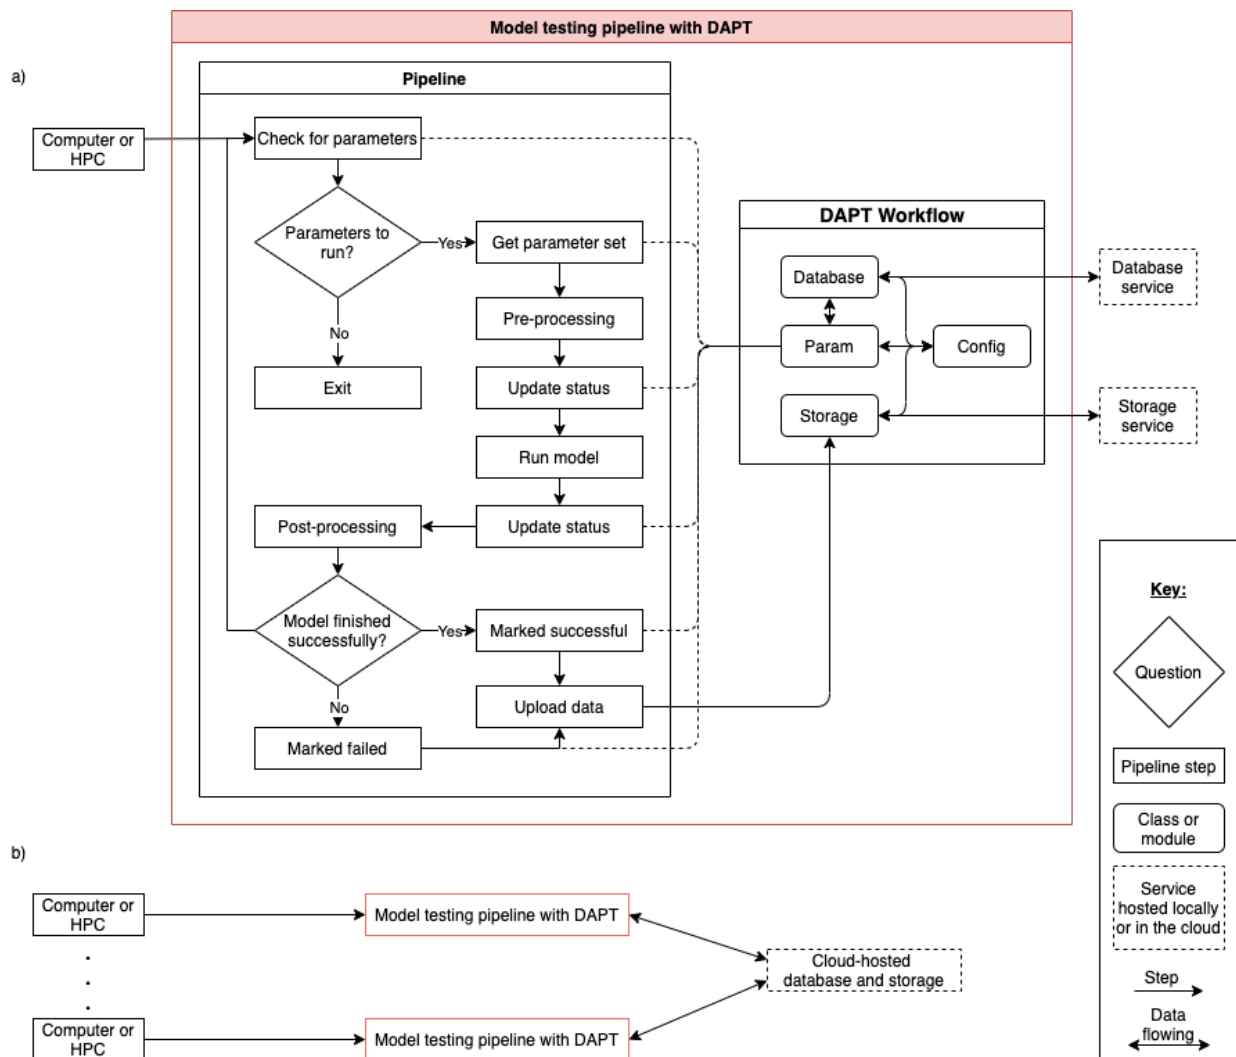 Model testing pipeline with DAPT
a)
Pipeline
Computer or
HPC
Check for parameters
Parameters to
run?
Yes
Get parameter set
No
Pre-processing
Exit
Update status
Run model
Post-processing
Update status
Model finished
successfully?
Yes
Marked successful
No
Upload data
Marked failed
DAPT Workflow
Database
Param
Config
Storage
Database
service
Storage
service
Key:
Question
Pipeline step
Class or
module
Service
hosted locally
or in the cloud
Step
Data
flowing
b)
Computer or
HPC
Model testing pipeline with DAPT
.
.
.
Cloud-hosted
database and storage
Computer or
HPC
Model testing pipeline with DAPT